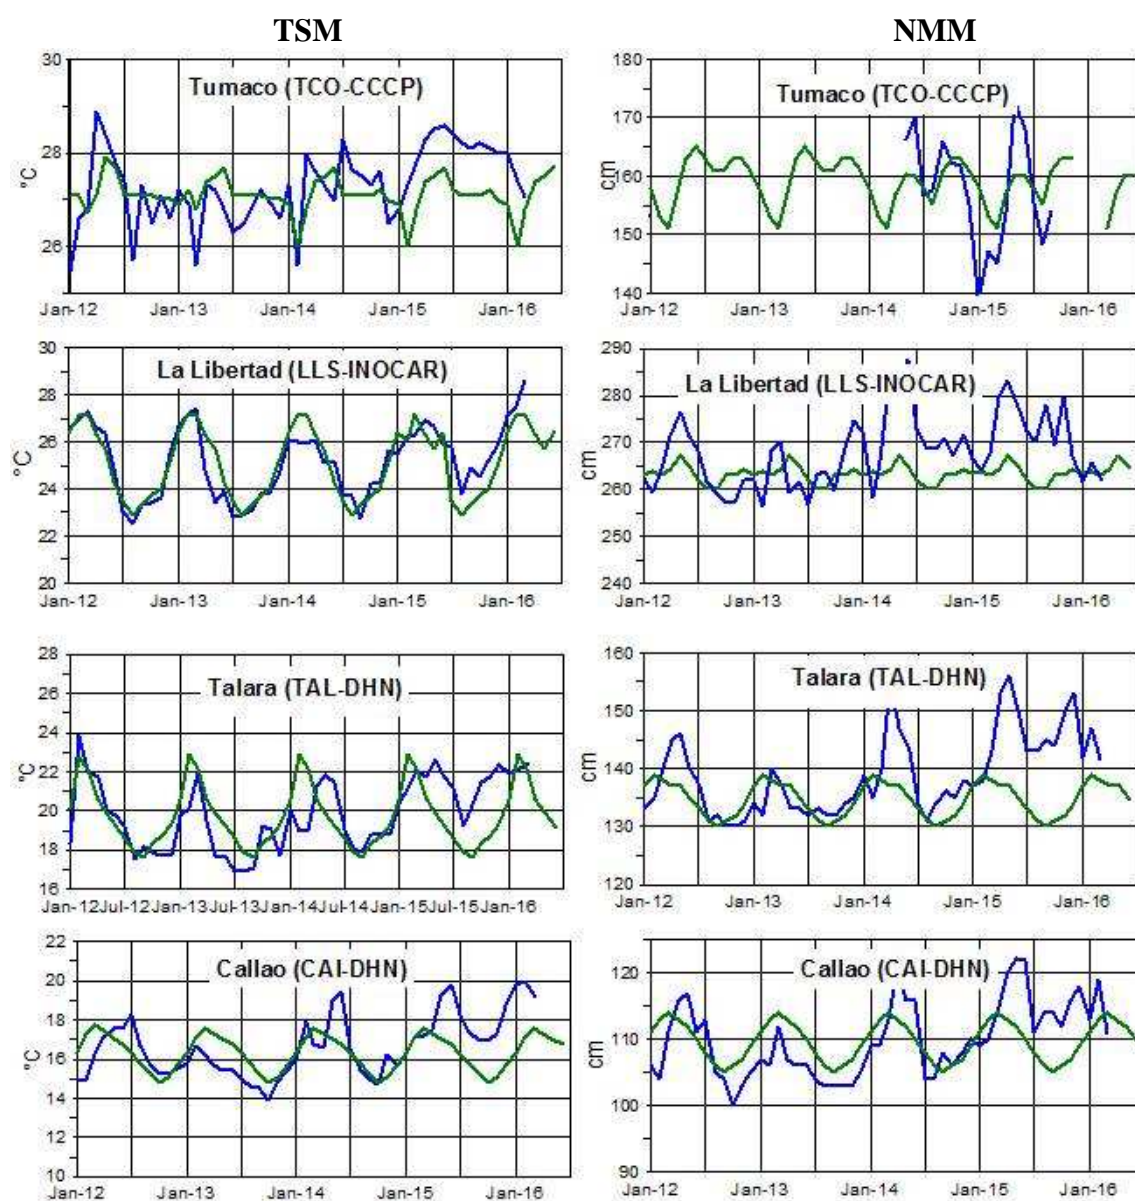 TSM NMM
30 Tumaco (TCO-CCCP) 180 Tumaco (TCO-CCCP)
170
28
°C cm 160
26 150
140
Jan-12 Jan-13 Jan-14 Jan-15 Jan-16 Jan-12 Jan-13 Jan-14 Jan-15 Jan-16
30 La Libertad (LLS-INOCAR) 290 La Libertad (LLS-INOCAR)
28 280
26 270
°C cm
24 260
22 250
20 240
Jan-12 Jan-13 Jan-14 Jan-15 Jan-16 Jan-12 Jan-13 Jan-14 Jan-15 Jan-16
28 Talara (TAL-DHN) 160 Talara (TAL-DHN)
26 150
24
22 140
°C cm
20 130
18
16 120
Jan-12 Jul-12 Jan-13 Jul-13 Jan-14 Jul-14 Jan-15 Jul-15 Jan-16 Jan-12 Jan-13 Jan-14 Jan-15 Jan-16
22 Callao (CAI-DHN) Callao (CAI-DHN)
20 120
18
16 110
°C cm
14 100
12
10 90
Jan-12 Jan-13 Jan-14 Jan-15 Jan-16 Jan-12 Jan-13 Jan-14 Jan-15 Jan-16